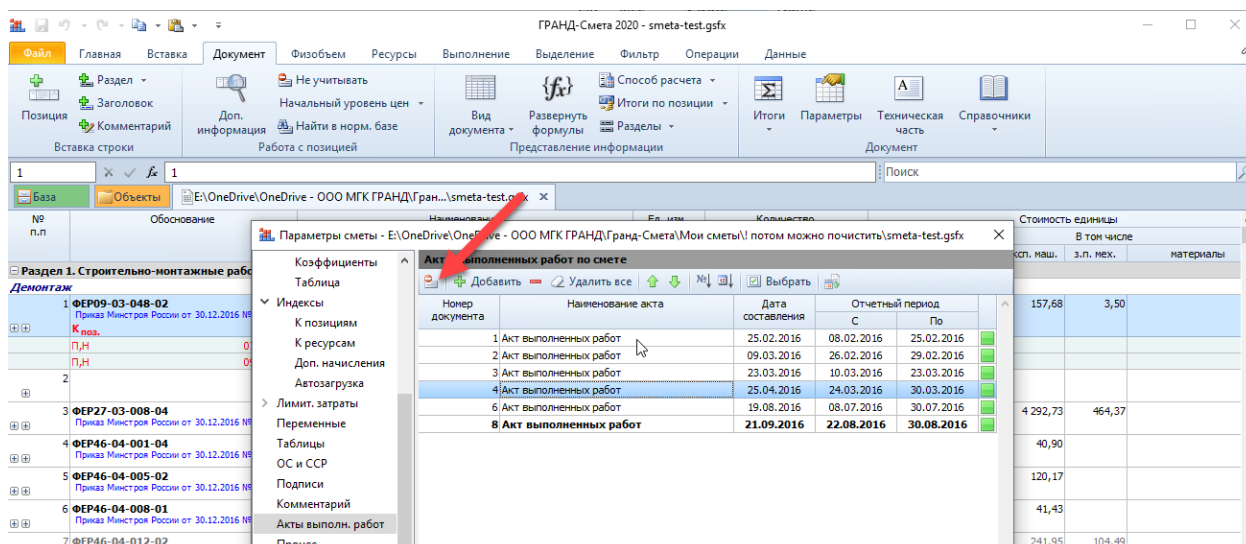 ГРАНД-Смета 2020 - smeta-test.gsfx
Файл Главная Вставка Документ Физобъем Ресурсы Выполнение Выделение Фильтр Операции Данные
Позиция
Раздел
Заголовок
Комментарий
Вставка строки
Доп. информация
Не учитывать
Начальный уровень цен
Найти в норм. базе
Работа с позицией
Вид документа
Развернуть формулы
Способ расчета
Итоги по позиции
Разделы
Представление информации
Итоги
Параметры
Техническая часть
Справочники
Документ
1 fx 1 Поиск
База Объекты E:\OneDrive\OneDrive - ООО МГК ГРАНД\Гран...\smeta-test.gsfx
№ п.п Обоснование Ед. изм. Количество Стоимость единицы
В том числе
з.п. мех. материалы
Раздел 1. Строительно-монтажные рабо
Демонтаж
1 ФЕР09-03-048-02 157,68 3,50
Приказ Минстроя России от 30.12.2016 №
К поз.
П,Н
П,Н
2
3 ФЕР27-03-008-04 4 292,73 464,37
Приказ Минстроя России от 30.12.2016 №
4 ФЕР46-04-001-04 40,90
Приказ Минстроя России от 30.12.2016 №
5 ФЕР46-04-005-02 120,17
Приказ Минстроя России от 30.12.2016 №
6 ФЕР46-04-008-01 41,43
Приказ Минстроя России от 30.12.2016 №
7 ФЕР46-04-012-02 241,95 104,49
Параметры сметы - E:\OneDrive\OneDrive - ООО МГК ГРАНД\Гранд-Смета\Мои сметы\! потом можно почистить\smeta-test.gsfx
Коэффициенты
Таблица
Индексы
К позициям
К ресурсам
Доп. начисления
Автозагрузка
Лимит. затраты
Переменные
Таблицы
ОС и ССР
Подписи
Комментарий
Акты выполн. работ
Прочее
выполненных работ по смете
Добавить Удалить все Выбрать
Номер документа Наименование акта Дата составления Отчетный период
С По
1 Акт выполненных работ 25.02.2016 08.02.2016 25.02.2016
2 Акт выполненных работ 09.03.2016 26.02.2016 29.02.2016
3 Акт выполненных работ 23.03.2016 10.03.2016 23.03.2016
4 Акт выполненных работ 25.04.2016 24.03.2016 30.03.2016
6 Акт выполненных работ 19.08.2016 08.07.2016 30.07.2016
8 Акт выполненных работ 21.09.2016 22.08.2016 30.08.2016